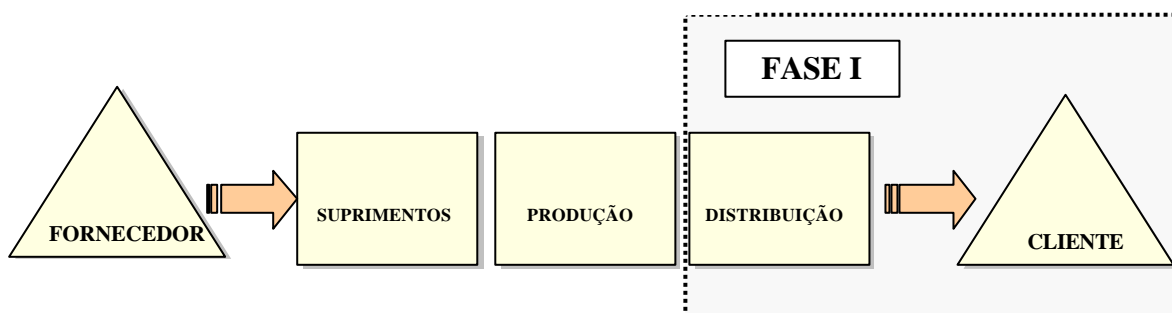 FASE I
FORNECEDOR
SUPRIMENTOS
PRODUÇÃO
DISTRIBUIÇÃO
CLIENTE